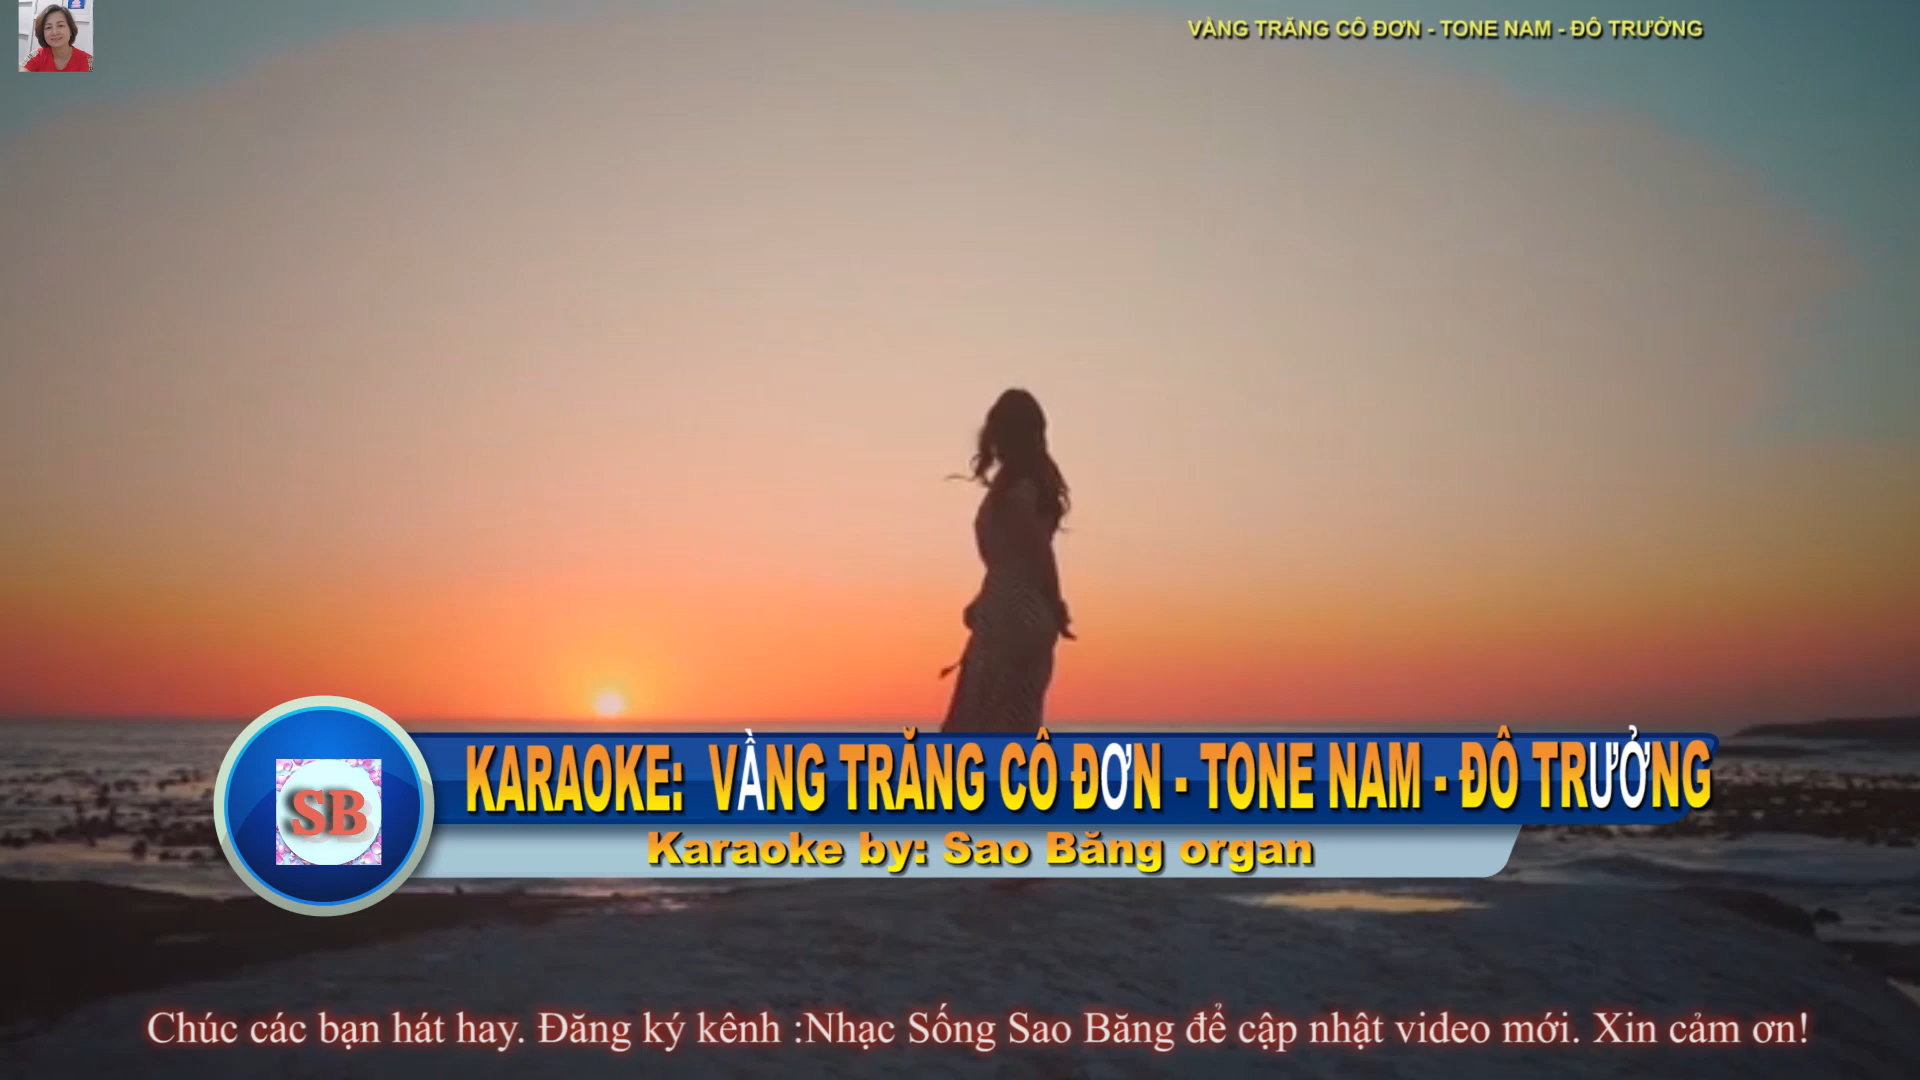 VẦNG TRĂNG CÔ ĐƠN - TONE NAM - ĐÔ TRƯỞNG
KARAOKE: VẦNG TRĂNG CÔ ĐƠN - TONE NAM - ĐÔ TRƯỞNG
SB
Karaoke by: Sao Băng organ
Chúc các bạn hát hay. Đăng ký kênh :Nhạc Sống Sao Băng để cập nhật video mới. Xin cảm ơn!